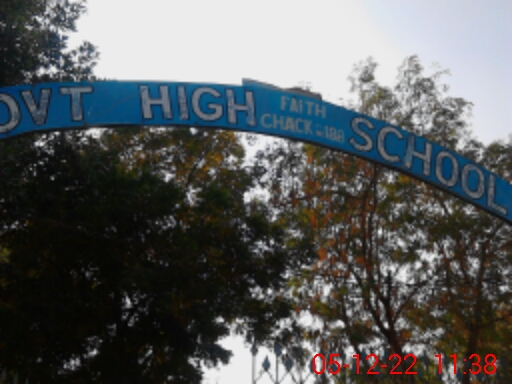 OVT HIGH FAITH SCHOOL
CHACK=188
05-12-22 11:38